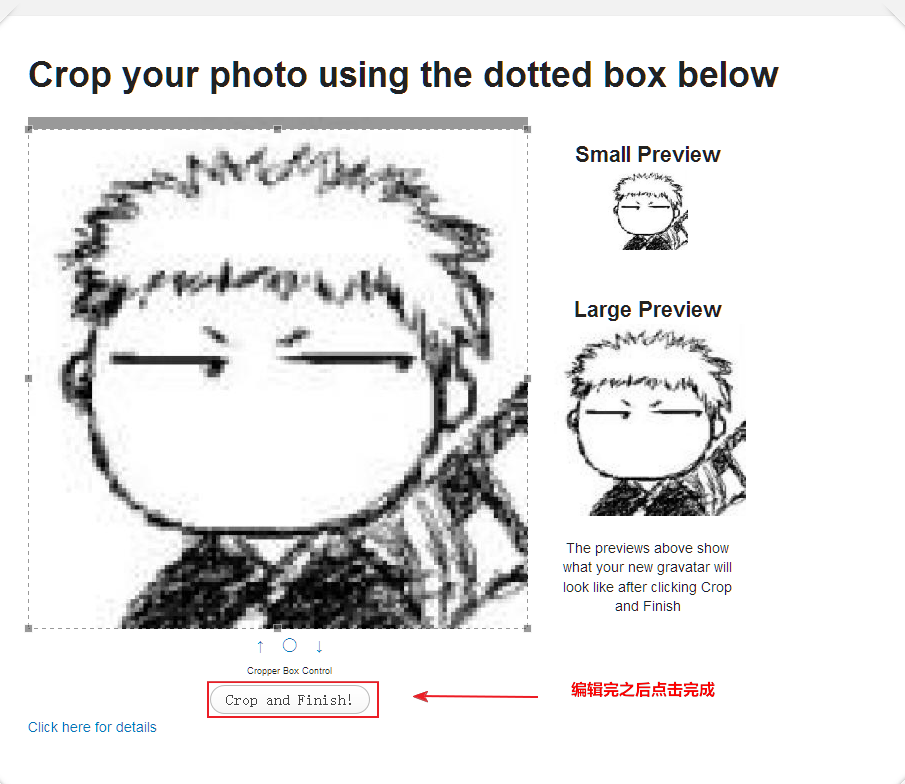 Crop your photo using the dotted box below
Small Preview
Large Preview
The previews above show
what your new gravatar will
look like after clicking Crop
and Finish
↑ ○ ↓
Cropper Box Control
Crop and Finish!
编辑完之后点击完成
Click here for details